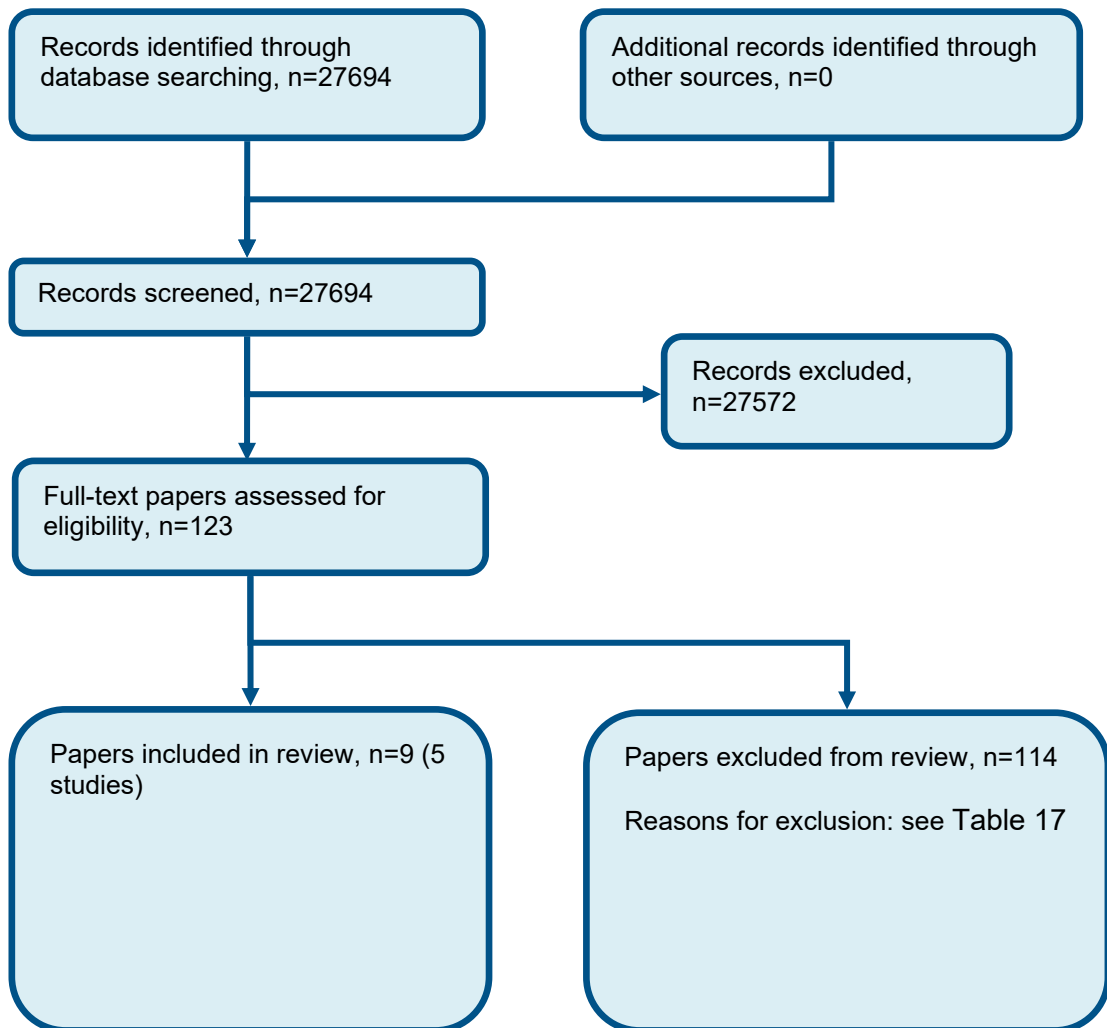 Records identified through
database searching, n=27694
Additional records identified through
other sources, n=0
Records screened, n=27694
Records excluded,
n=27572
Full-text papers assessed for
eligibility, n=123
Papers included in review, n=9 (5
studies)
Papers excluded from review, n=114
Reasons for exclusion: see Table 17